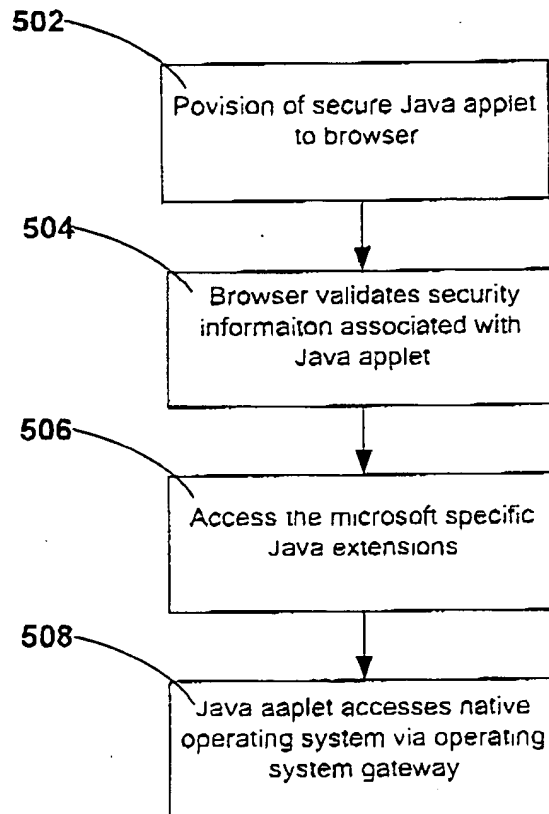 502
Povision of secure Java applet
to browser
504
Browser validates security
informaiton associated with
Java applet
506
Access the microsoft specific
Java extensions
508
Java aaplet accesses native
operating system via operating
system gateway